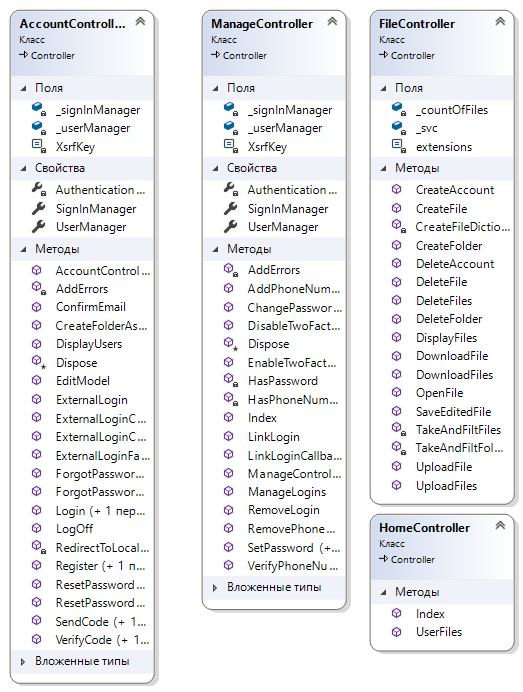 AccountControll...
Класс
Controller
Поля
_signInManager
_userManager
XsrfKey
Свойства
Authentication...
SignInManager
UserManager
Методы
AccountControl...
AddErrors
ConfirmEmail
CreateFolderAs...
DisplayUsers
Dispose
EditModel
ExternalLogin
ExternalLoginC...
ExternalLoginC...
ExternalLoginFa...
ForgotPasswor...
ForgotPasswor...
Login (+ 1 пер...
LogOff
RedirectToLocal...
Register (+ 1 п...
ResetPassword...
ResetPassword...
SendCode (+ 1...
VerifyCode (+ 1...
Вложенные типы
ManageController
Класс
Controller
Поля
_signInManager
_userManager
XsrfKey
Свойства
Authentication...
SignInManager
UserManager
Методы
AddErrors
AddPhoneNum...
ChangePasswor...
DisableTwoFact...
Dispose
EnableTwoFact...
HasPassword
HasPhoneNum...
Index
LinkLogin
LinkLoginCallba...
ManageControl...
ManageLogins
RemoveLogin
RemovePhone...
SetPassword (+...
VerifyPhoneNu...
Вложенные типы
FileController
Класс
Controller
Поля
_countOfFiles
_svc
extensions
Методы
CreateAccount
CreateFile
CreateFileDictio...
CreateFolder
DeleteAccount
DeleteFile
DeleteFiles
DeleteFolder
DisplayFiles
DownloadFile
DownloadFiles
OpenFile
SaveEditedFile
TakeAndFiltFiles
TakeAndFiltFol...
UploadFile
UploadFiles
HomeController
Класс
Controller
Методы
Index
UserFiles